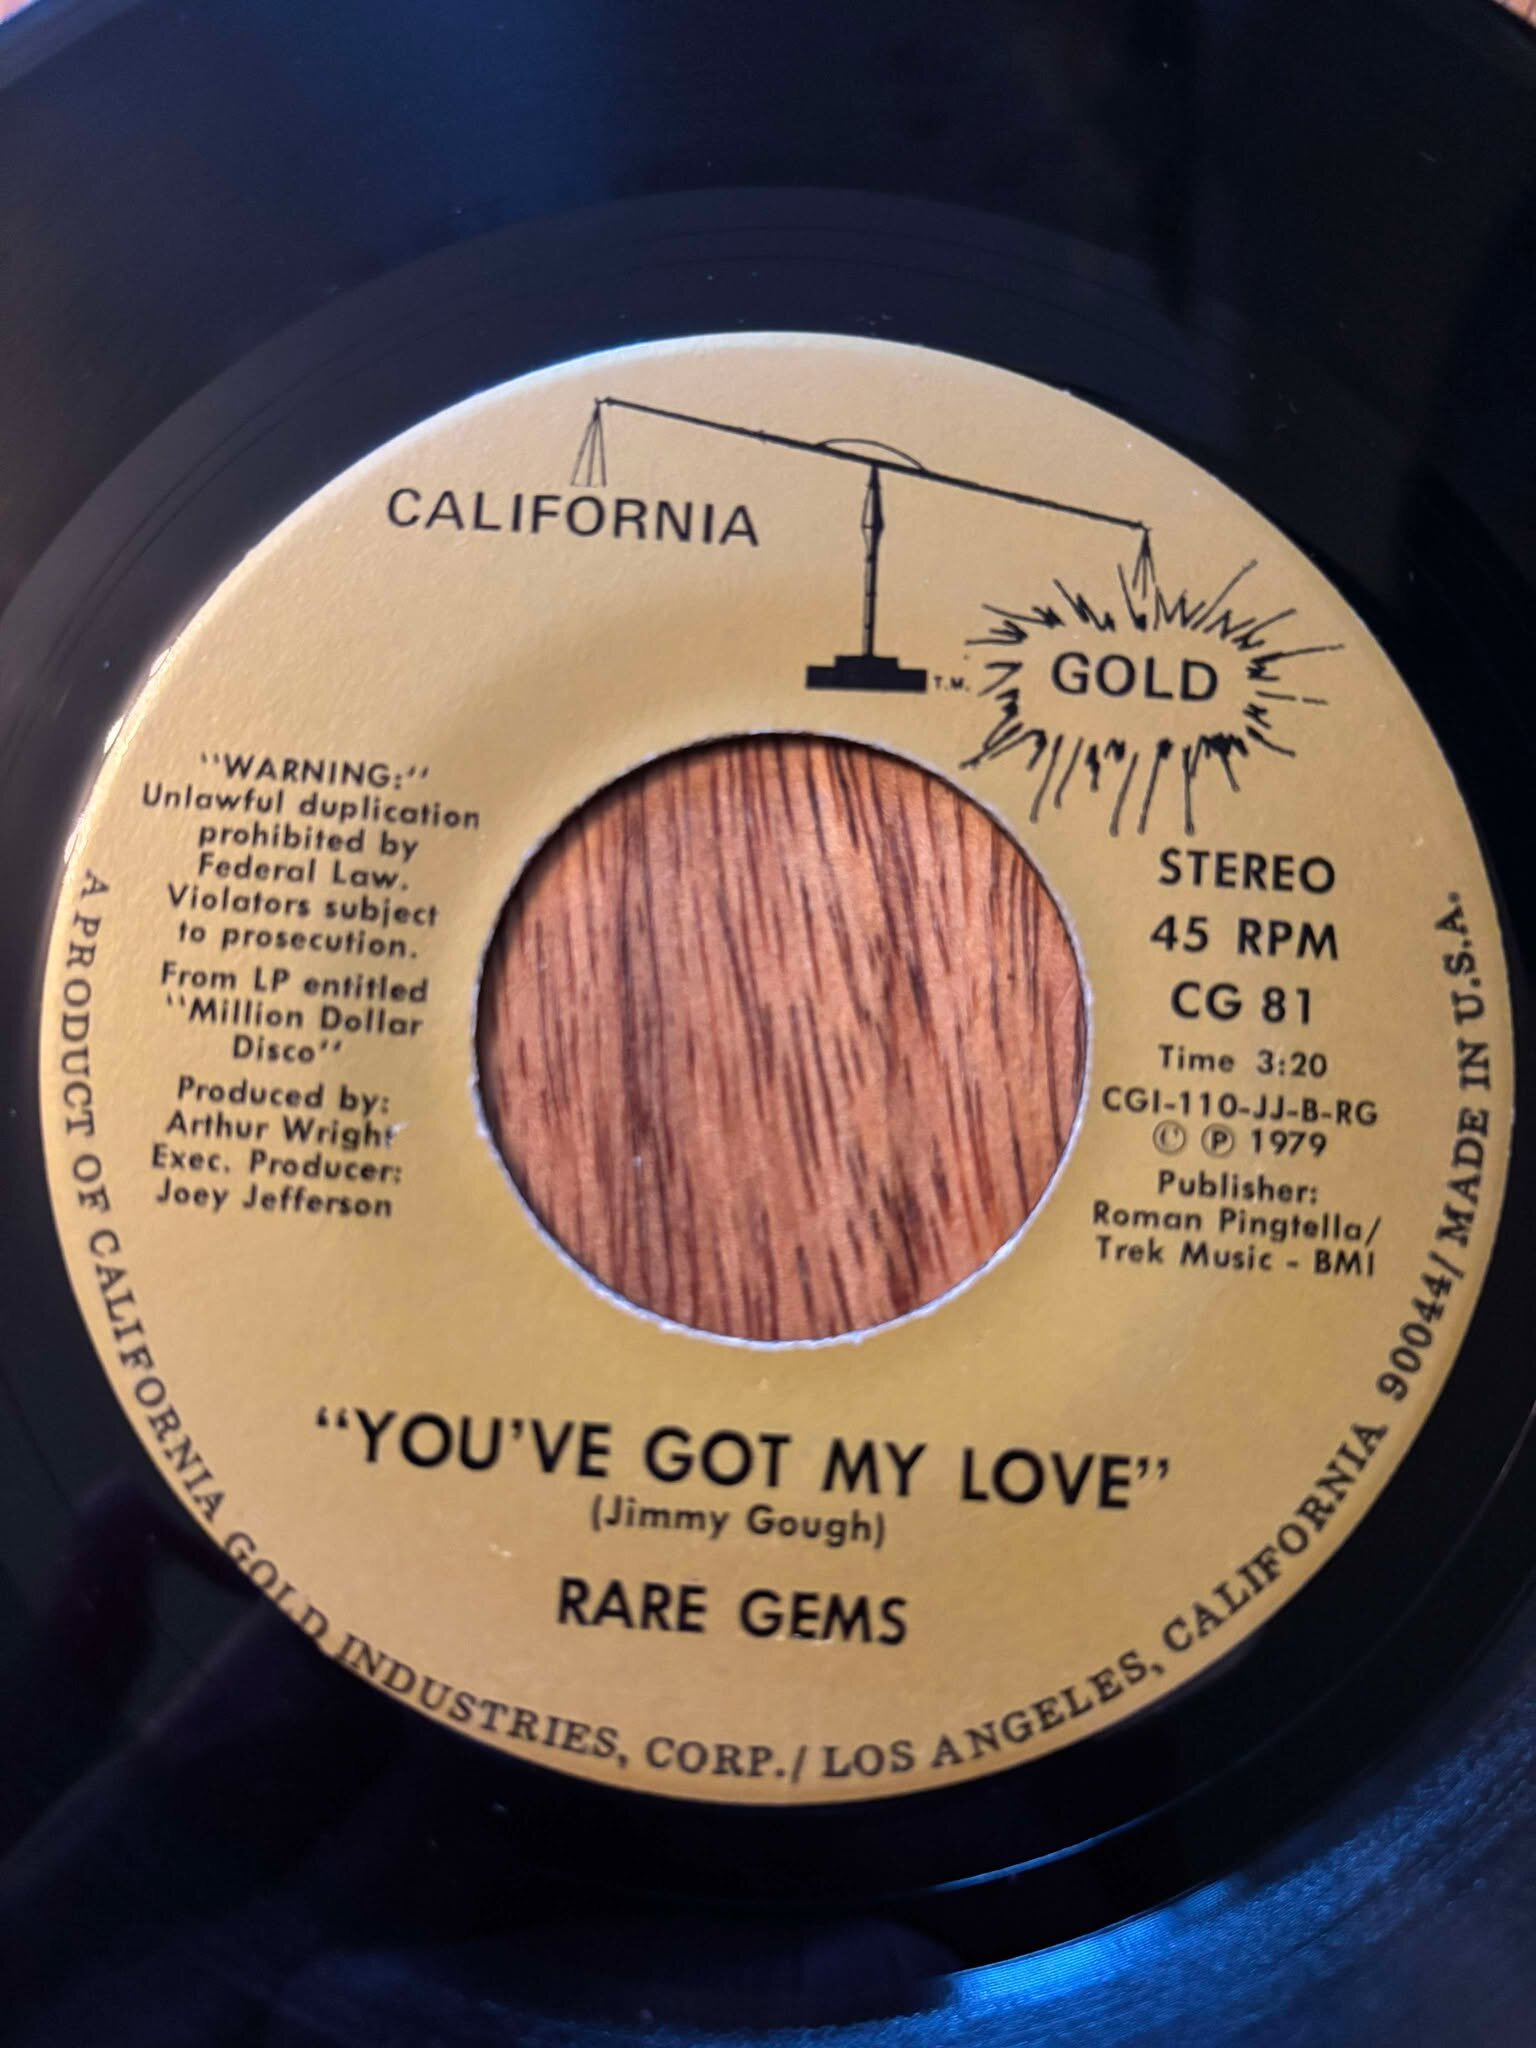 CALIFORNIA
T.M.
GOLD
"WARNING:"
Unlawful duplication
prohibited by
Federal Law.
Violators subject
to prosecution.
From LP entitled
"Million Dollar
Disco"
Produced by:
Arthur Wright
Exec. Producer:
Joey Jefferson
STEREO
45 RPM
CG 81
Time 3:20
CGI-110-JJ-B-RG
© ℗ 1979
Publisher:
Roman Pingtella/
Trek Music - BMI
"YOU'VE GOT MY LOVE"
(Jimmy Gough)
RARE GEMS
A PRODUCT OF CALIFORNIA GOLD INDUSTRIES, CORP./ LOS ANGELES, CALIFORNIA 90044/ MADE IN U.S.A.